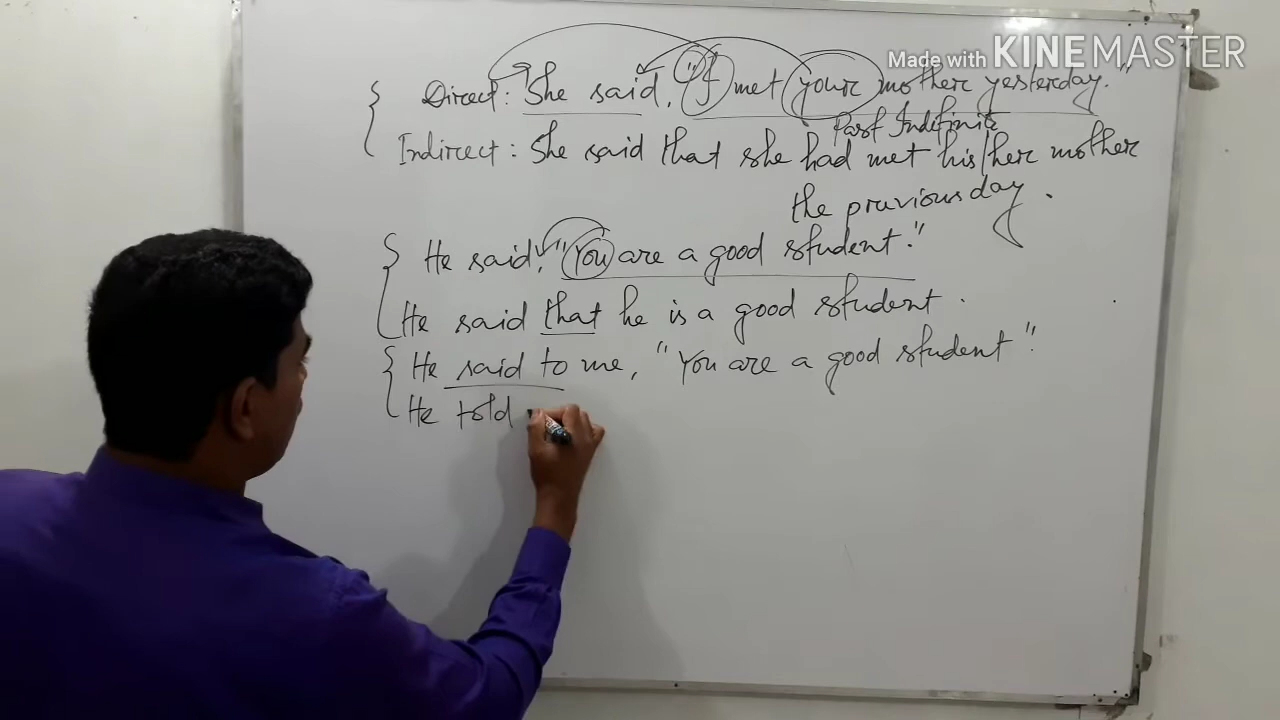 Made with KINEMASTER
Direct: She said, "I met your mother yesterday."
Past Indifinite
Indirect: She said that she had met his/her mother
the previous day.
He said, "You are a good student."
He said that he is a good student.
He said to me, "You are a good student"
He told